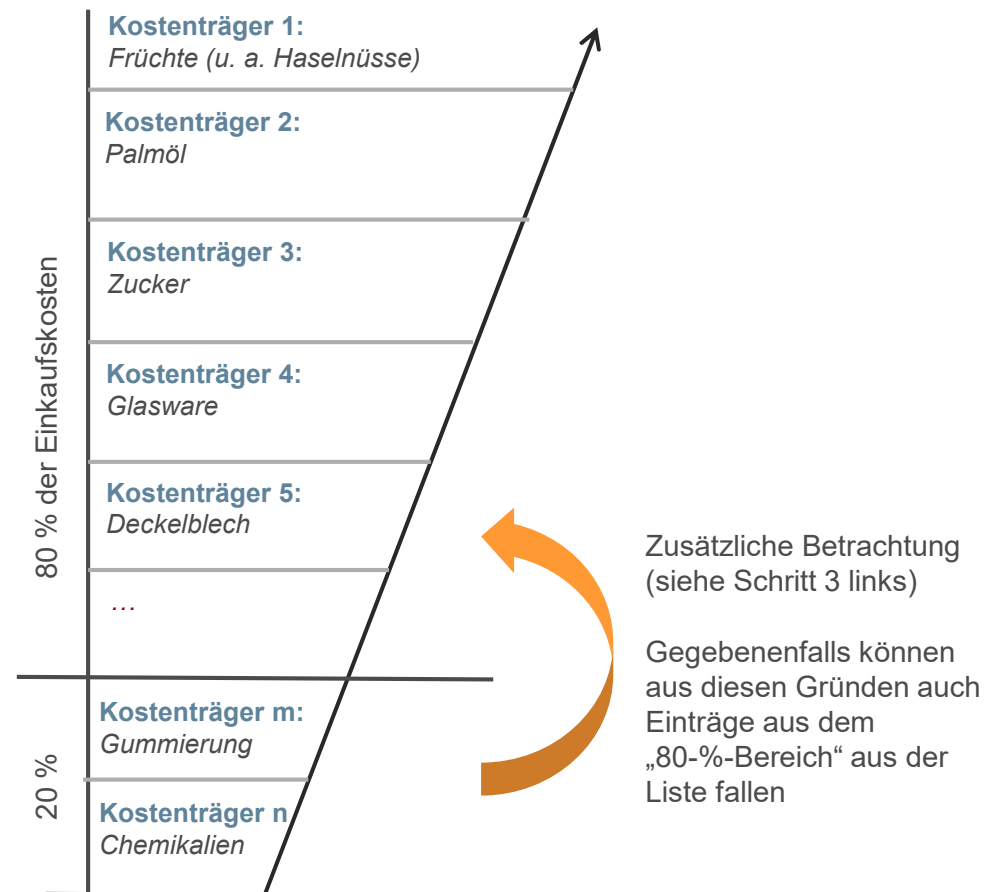 Kostenträger 1:
Früchte (u. a. Haselnüsse)
Kostenträger 2:
Palmöl
Kostenträger 3:
Zucker
Kostenträger 4:
Glasware
Kostenträger 5:
Deckelblech
…
80 % der Einkaufskosten
Kostenträger m:
Gummierung
Kostenträger n
Chemikalien
20 %
Zusätzliche Betrachtung
(siehe Schritt 3 links)
Gegebenenfalls können
aus diesen Gründen auch
Einträge aus dem
„80-%-Bereich“ aus der
Liste fallen